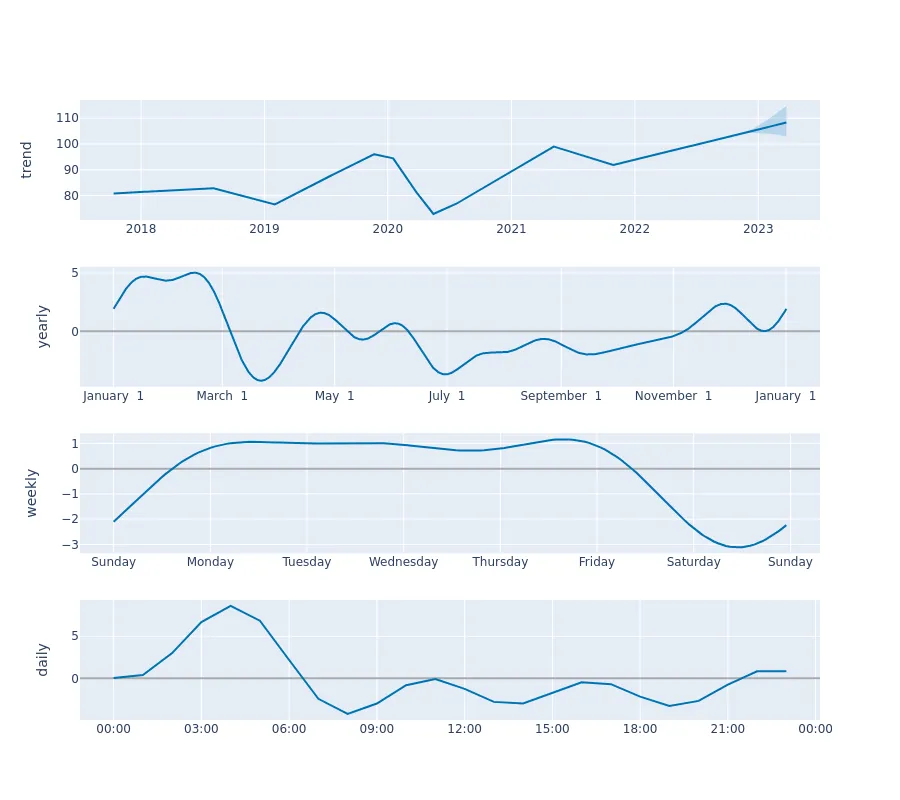 trend
110
100
90
80
2018 2019 2020 2021 2022 2023
yearly
5
0
January 1 March 1 May 1 July 1 September 1 November 1 January 1
weekly
1
0
−1
−2
−3
Sunday Monday Tuesday Wednesday Thursday Friday Saturday Sunday
daily
5
0
00:00 03:00 06:00 09:00 12:00 15:00 18:00 21:00 00:00